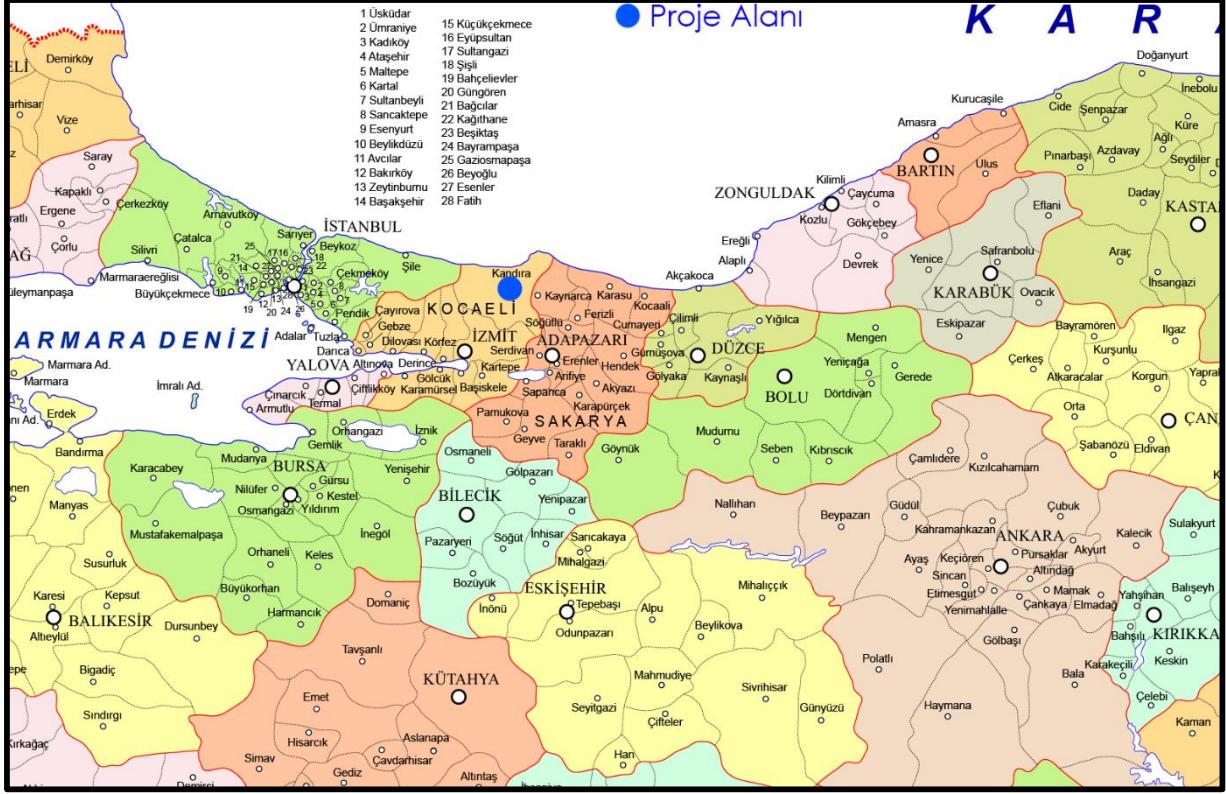 1 Üsküdar
2 Ümraniye
3 Kadıköy
4 Ataşehir
5 Maltepe
6 Kartal
7 Sultanbeyli
8 Sancaktepe
9 Esenyurt
10 Beylikdüzü
11 Avcılar
12 Bakırköy
13 Zeytinburnu
14 Başakşehir
15 Küçükçekmece
16 Eyüpsultan
17 Sultangazi
18 Şişli
19 Bahçelievler
20 Güngören
21 Bağcılar
22 Kağıthane
23 Beşiktaş
24 Bayrampaşa
25 Gaziosmapaşa
26 Beyoğlu
27 Esenler
28 Fatih
Proje Alanı
K A R A
Demirköy
Vize
Saray
Kapaklı
Ergene
Çerkezköy
Çorlu
Marmaraereğlisi
Silivri
Çatalca
Arnavutköy
Büyükçekmece
İSTANBUL
Sarıyer
Beykoz
Çekmeköy
Şile
Pendik
Tuzla
Adalar
ARMARA DENİZİ
Marmara Ad.
Marmara
İmralı Ad.
Erdek
Bandırma
KOCAELİ
Kandıra
Çayırova
Gebze
Dilovası
Körfez
Darıca
İZMİT
Derince
Kartepe
Gölcük
Başiskele
Karamürsel
YALOVA
Altınova
Çiftlikköy
Çınarcık
Termal
Armutlu
ADAPAZARI
SAKARYA
Kaynarca
Karasu
Kocaali
Ferizli
Söğütlü
Serdivan
Erenler
Arifiye
Hendek
Akyazı
Sapanca
Karapürçek
Pamukova
Geyve
Taraklı
DÜZCE
Akçakoca
Cumayeri
Çilimli
Yığılca
Gümüşova
Gölyaka
Kaynaşlı
ZONGULDAK
Kilimli
Çaycuma
Kozlu
Gökçebey
Ereğli
Alaplı
Devrek
BARTIN
Amasra
Kurucaşile
Ulus
KARABÜK
Eflani
Safranbolu
Yenice
Ovacık
Eskipazar
KASTA
Doğanyurt
İnebolu
Cide
Şenpazar
Küre
Ağlı
Pınarbaşı
Azdavay
Seydiler
Daday
Araç
İhsangazi
BOLU
Mengen
Yeniçağa
Gerede
Dörtdivan
Mudurnu
Seben
Kıbrıscık
Göynük
ÇAN
Bayramören
Ilgaz
Çerkeş
Kurşunlu
Atkaracalar
Korgun
Orta
Şabanözü
Eldivan
BURSA
Orhangazi
İznik
Gemlik
Mudanya
Karacabey
Nilüfer
Gürsu
Kestel
Osmangazi
Yıldırım
Yenişehir
İnegöl
Mustafakemalpaşa
Orhaneli
Keles
Büyükorhan
Harmancık
BİLECİK
Osmaneli
Gölpazarı
Yenipazar
İnhisar
Söğüt
Pazaryeri
Bozüyük
ESKİŞEHİR
Sarıcakaya
Mihalgazi
İnönü
Tepebaşı
Odunpazarı
Alpu
Mihalıççık
Beylikova
Mahmudiye
Sivrihisar
Seyitgazi
Çifteler
Günyüzü
Han
ANKARA
Nallıhan
Beypazarı
Çamlıdere
Kızılcahamam
Güdül
Çubuk
Kahramankazan
Kalecik
Ayaş
Keçiören
Pursaklar
Akyurt
Sincan
Altındağ
Etimesgut
Mamak
Yenimahalle
Çankaya
Elmadağ
Gölbaşı
Polatlı
Haymana
Bala
KIRIKKA
Sulakyurt
Yahşihan
Balışeyh
Bahşılı
Karakeçili
Keskin
Çelebi
Kaman
BALIKESİR
Manyas
Susurluk
Karesi
Kepsut
Altıeylül
Dursunbey
Bigadiç
Sındırgı
KÜTAHYA
Domaniç
Tavşanlı
Emet
Hisarcık
Aslanapa
Simav
Çavdarhisar
Gediz
Altıntaş